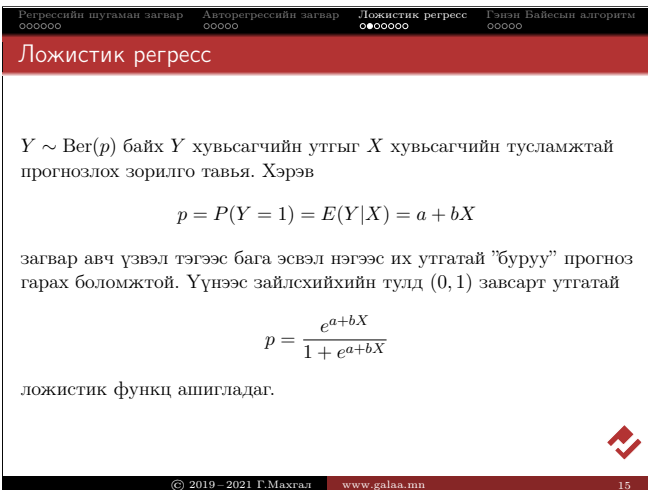 Регрессийн шугаман загвар Авторегрессийн загвар Ложистик регресс Гэнэн Байесын алгоритм
Ложистик регресс
Y ∼ Ber(p) байх Y хувьсагчийн утгыг X хувьсагчийн тусламжтай
прогнозлох зорилго тавья. Хэрэв
p = P(Y = 1) = E(Y|X) = a + bX
загвар авч үзвэл тэгээс бага эсвэл нэгээс их утгатай ”буруу” прогноз
гарах боломжтой. Үүнээс зайлсхийхийн тулд (0, 1) завсарт утгатай
p = e^{a+bX} / (1 + e^{a+bX})
ложистик функц ашигладаг.
© 2019 – 2021 Г.Махгал www.galaa.mn 15